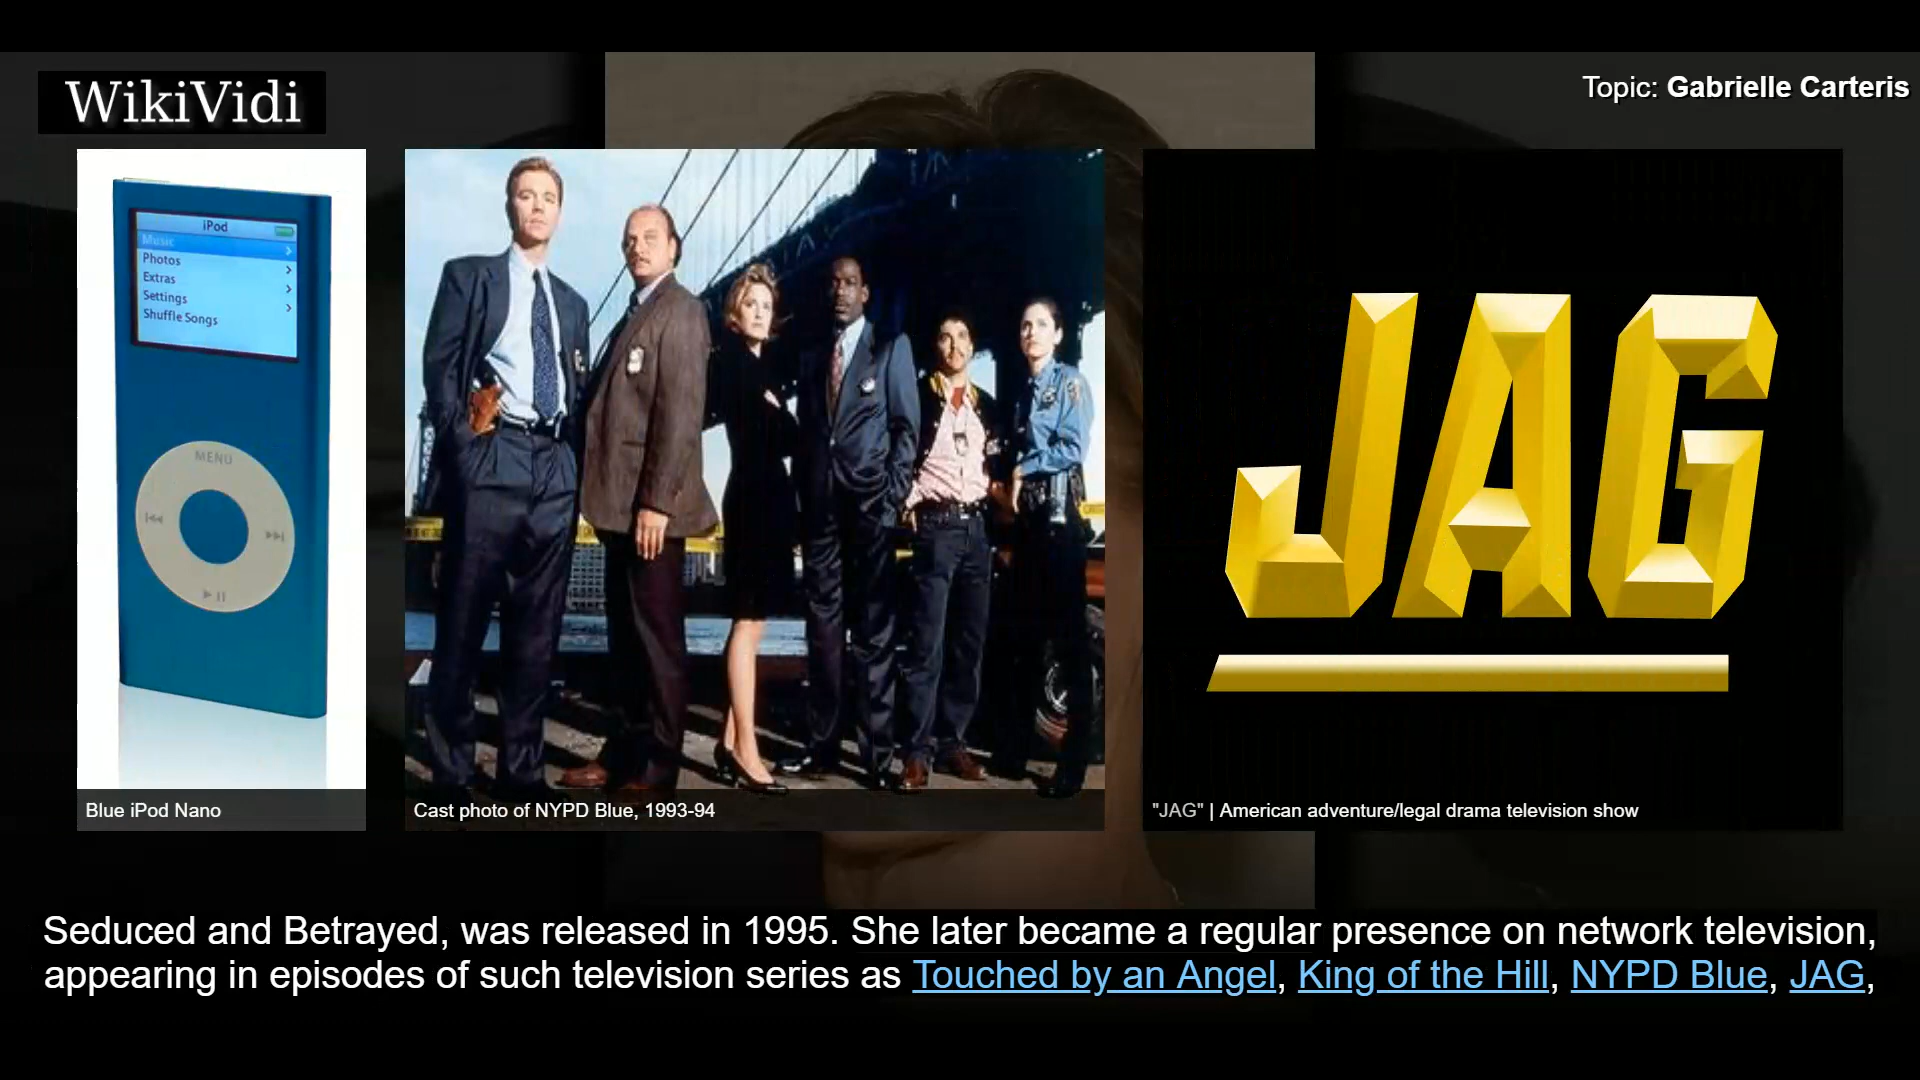 WikiVidi
Topic: Gabrielle Carteris
iPod
Music
Photos
Extras
Settings
Shuffle Songs
MENU
JAG
Blue iPod Nano
Cast photo of NYPD Blue, 1993-94
"JAG" | American adventure/legal drama television show
Seduced and Betrayed, was released in 1995. She later became a regular presence on network television,
appearing in episodes of such television series as Touched by an Angel, King of the Hill, NYPD Blue, JAG,